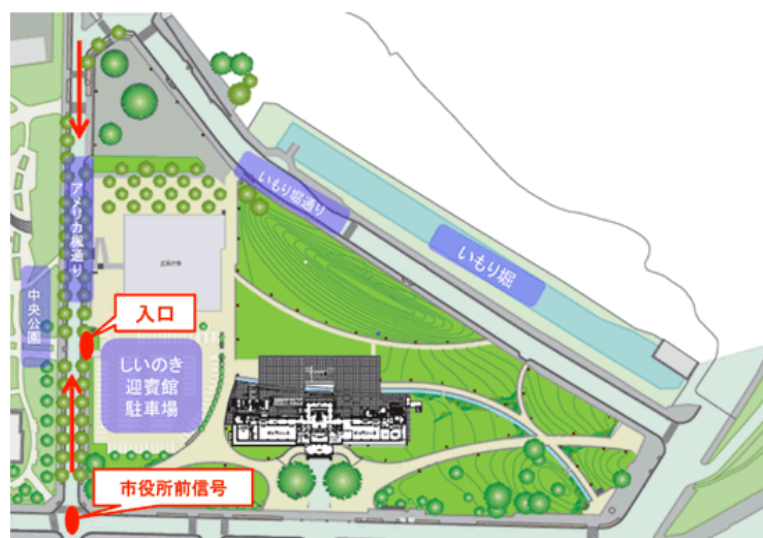 アメリカ楓通り
いもり堀通り
いもり堀
中央公園
入口
しいのき
迎賓館
駐車場
市役所前信号